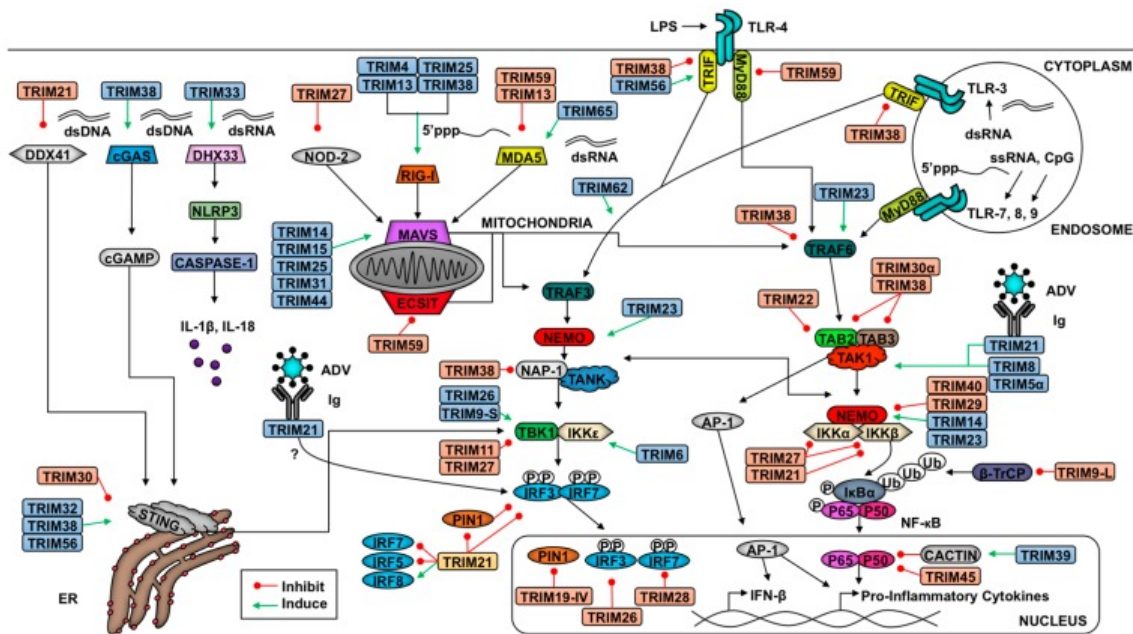 LPS
TLR-4
TRIM38
TRIM56
TRIF
MyD88
TRIM59
CYTOPLASM
TRIM21
TRIM38
TRIM33
TRIM27
TRIM4
TRIM25
TRIM13
TRIM38
TRIM59
TRIM13
TRIM65
dsDNA
dsDNA
dsRNA
5'ppp
dsRNA
DDX41
cGAS
DHX33
NOD-2
RIG-I
MDA5
TRIF
TRIM38
TLR-3
dsRNA
ssRNA, CpG
5'ppp
MyD88
TLR-7, 8, 9
ENDOSOME
NLRP3
CASPASE-1
cGAMP
IL-1β, IL-18
TRIM14
TRIM15
TRIM25
TRIM31
TRIM44
MAVS
MITOCHONDRIA
ECSIT
TRIM59
TRIM62
TRIM38
TRIM23
TRAF6
TRAF3
NEMO
TRIM23
TRIM30α
TRIM38
TRIM22
TAB2
TAB3
TAK1
ADV
Ig
TRIM21
TRIM8
TRIM5α
TRIM38
NAP-1
TANK
TRIM26
TRIM9-S
TBK1
IKKε
TRIM11
TRIM27
TRIM6
ADV
Ig
TRIM21
?
AP-1
NEMO
TRIM40
TRIM29
TRIM14
TRIM23
IKKα
IKKβ
TRIM27
TRIM21
Ub
Ub
Ub
β-TrCP
TRIM9-L
P
IκBα
P
P65
P50
NF-κB
P
P
P
P
IRF3
IRF7
PIN1
IRF7
IRF5
IRF8
TRIM21
TRIM30
TRIM32
TRIM38
TRIM56
STING
ER
Inhibit
Induce
PIN1
TRIM19-IV
P
P
IRF3
TRIM26
P
P
IRF7
TRIM28
AP-1
IFN-β
P65
P50
CACTIN
TRIM39
TRIM45
Pro-Inflammatory Cytokines
NUCLEUS